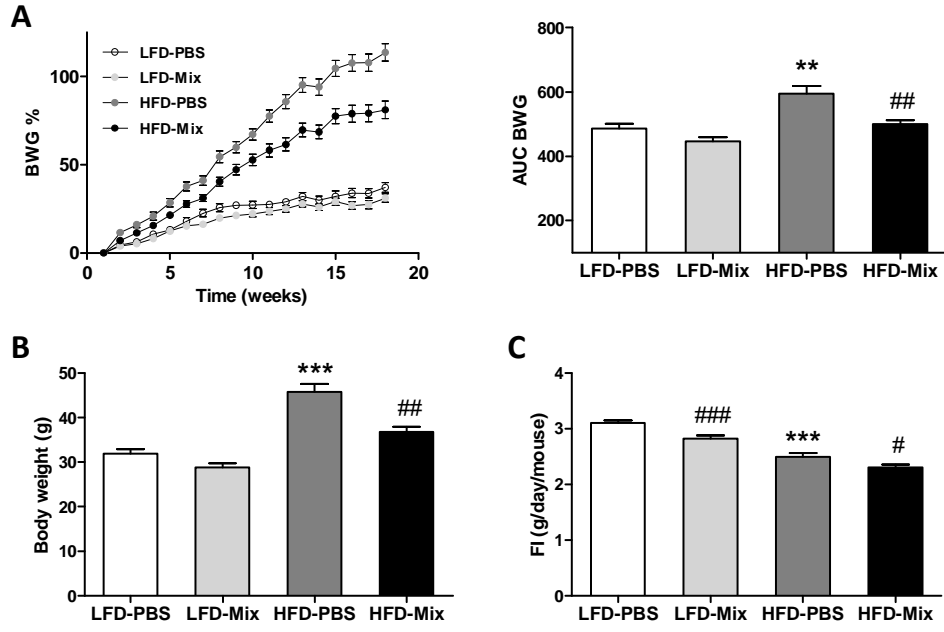 A
BWG %
100
50
0
0
5
10
15
20
Time (weeks)
LFD-PBS
LFD-Mix
HFD-PBS
HFD-Mix
AUC BWG
800
600
400
200
**
##
LFD-PBS
LFD-Mix
HFD-PBS
HFD-Mix
B
Body weight (g)
50
40
30
20
10
0
***
##
LFD-PBS
LFD-Mix
HFD-PBS
HFD-Mix
C
FI (g/day/mouse)
4
3
2
1
0
###
***
#
LFD-PBS
LFD-Mix
HFD-PBS
HFD-Mix